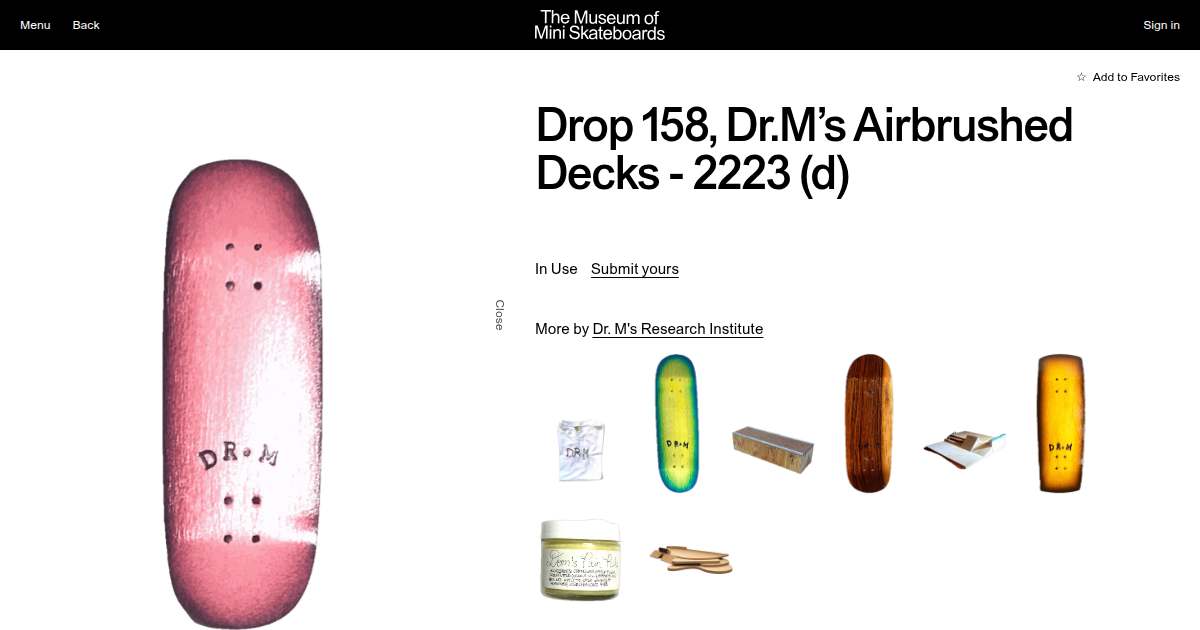 Menu
Back
The Museum of
Mini Skateboards
Sign in
☆ Add to Favorites
Drop 158, Dr.M’s Airbrushed
Decks - 2223 (d)
In Use Submit yours
Close
More by Dr. M's Research Institute
DR•M
DR M
DR•M
DR•M